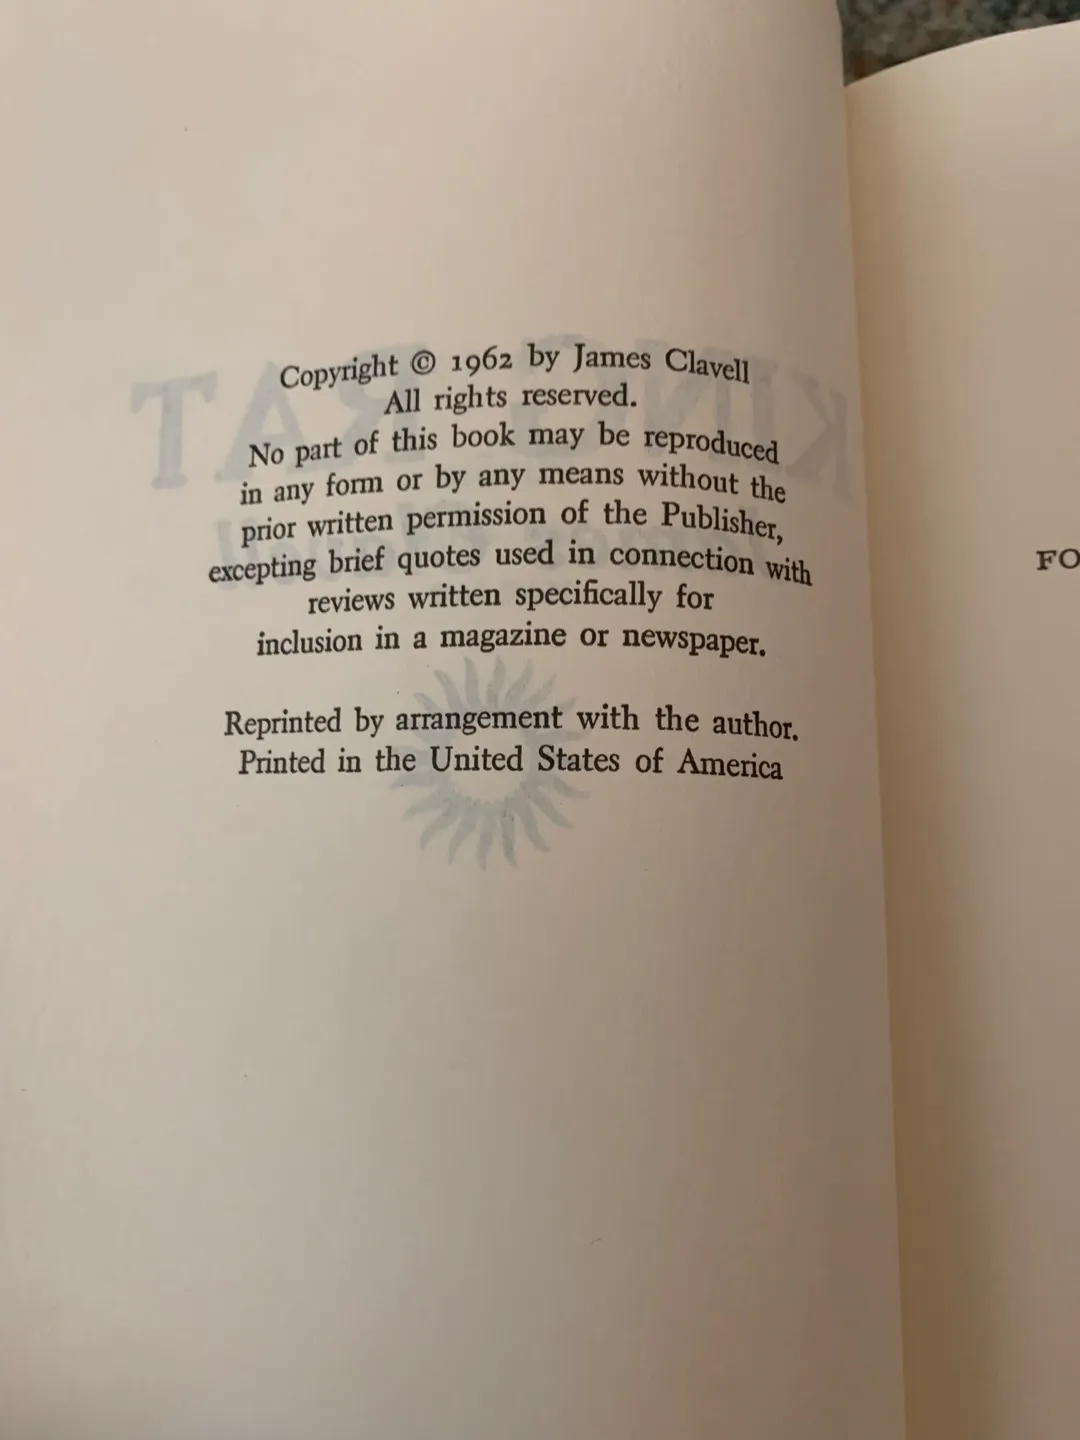 Copyright © 1962 by James Clavell
All rights reserved.
No part of this book may be reproduced
in any form or by any means without the
prior written permission of the Publisher,
excepting brief quotes used in connection with
reviews written specifically for
inclusion in a magazine or newspaper.
Reprinted by arrangement with the author.
Printed in the United States of America
KING RAT
FO